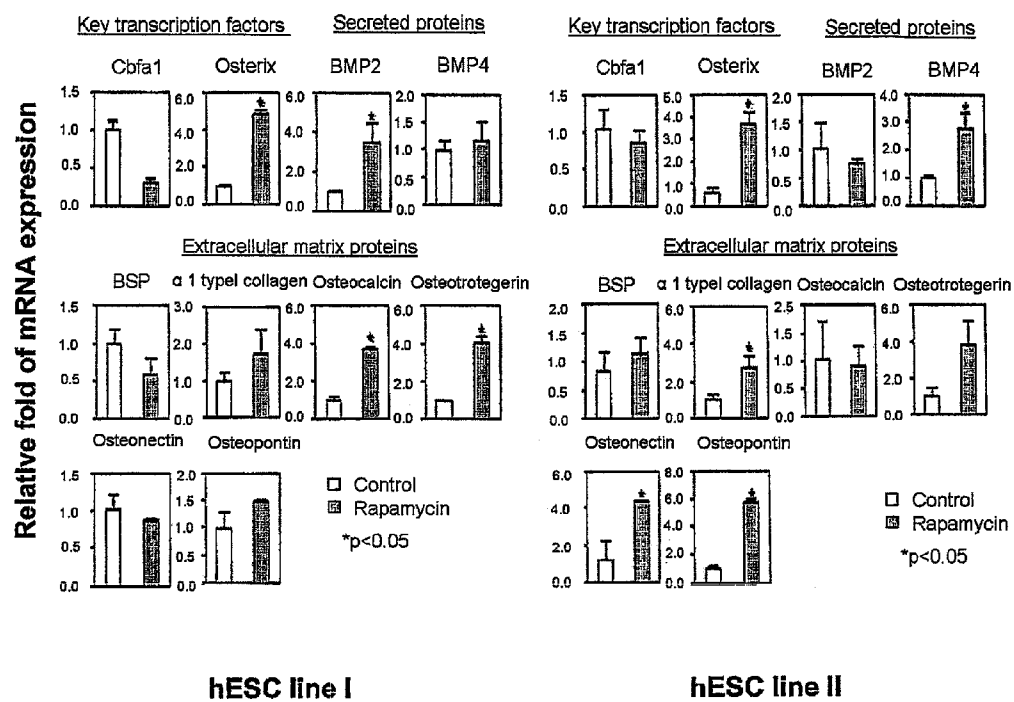 Key transcription factors
Secreted proteins
Cbfa1
Osterix
BMP2
BMP4
1.5
1.0
0.5
0.0
6.0
4.0
2.0
0.0
6.0
4.0
2.0
0.0
2.0
1.5
1.0
0.5
0.0
*
*
Extracellular matrix proteins
BSP
α 1 typeI collagen
Osteocalcin
Osteotrotegerin
1.5
1.0
0.5
0.0
3.0
2.0
1.0
0.0
6.0
4.0
2.0
0.0
6.0
4.0
2.0
0.0
*
*
Osteonectin
Osteopontin
1.5
1.0
0.5
0.0
2.0
1.5
1.0
0.5
0.0
Control
Rapamycin
*p<0.05
Relative fold of mRNA expression
hESC line I
Key transcription factors
Secreted proteins
Cbfa1
Osterix
BMP2
BMP4
1.5
1.0
0.5
0.0
5.0
4.0
3.0
2.0
1.0
0.0
2.0
1.5
1.0
0.5
0.0
4.0
3.0
2.0
1.0
0.0
*
*
Extracellular matrix proteins
BSP
α 1 typeI collagen
Osteocalcin
Osteotrotegerin
2.0
1.5
1.0
0.5
0.0
6.0
4.0
2.0
0.0
2.5
2.0
1.5
1.0
0.5
0.0
6.0
4.0
2.0
0.0
*
Osteonectin
Osteopontin
6.0
4.0
2.0
0.0
8.0
6.0
4.0
2.0
0.0
*
*
Control
Rapamycin
*p<0.05
hESC line II